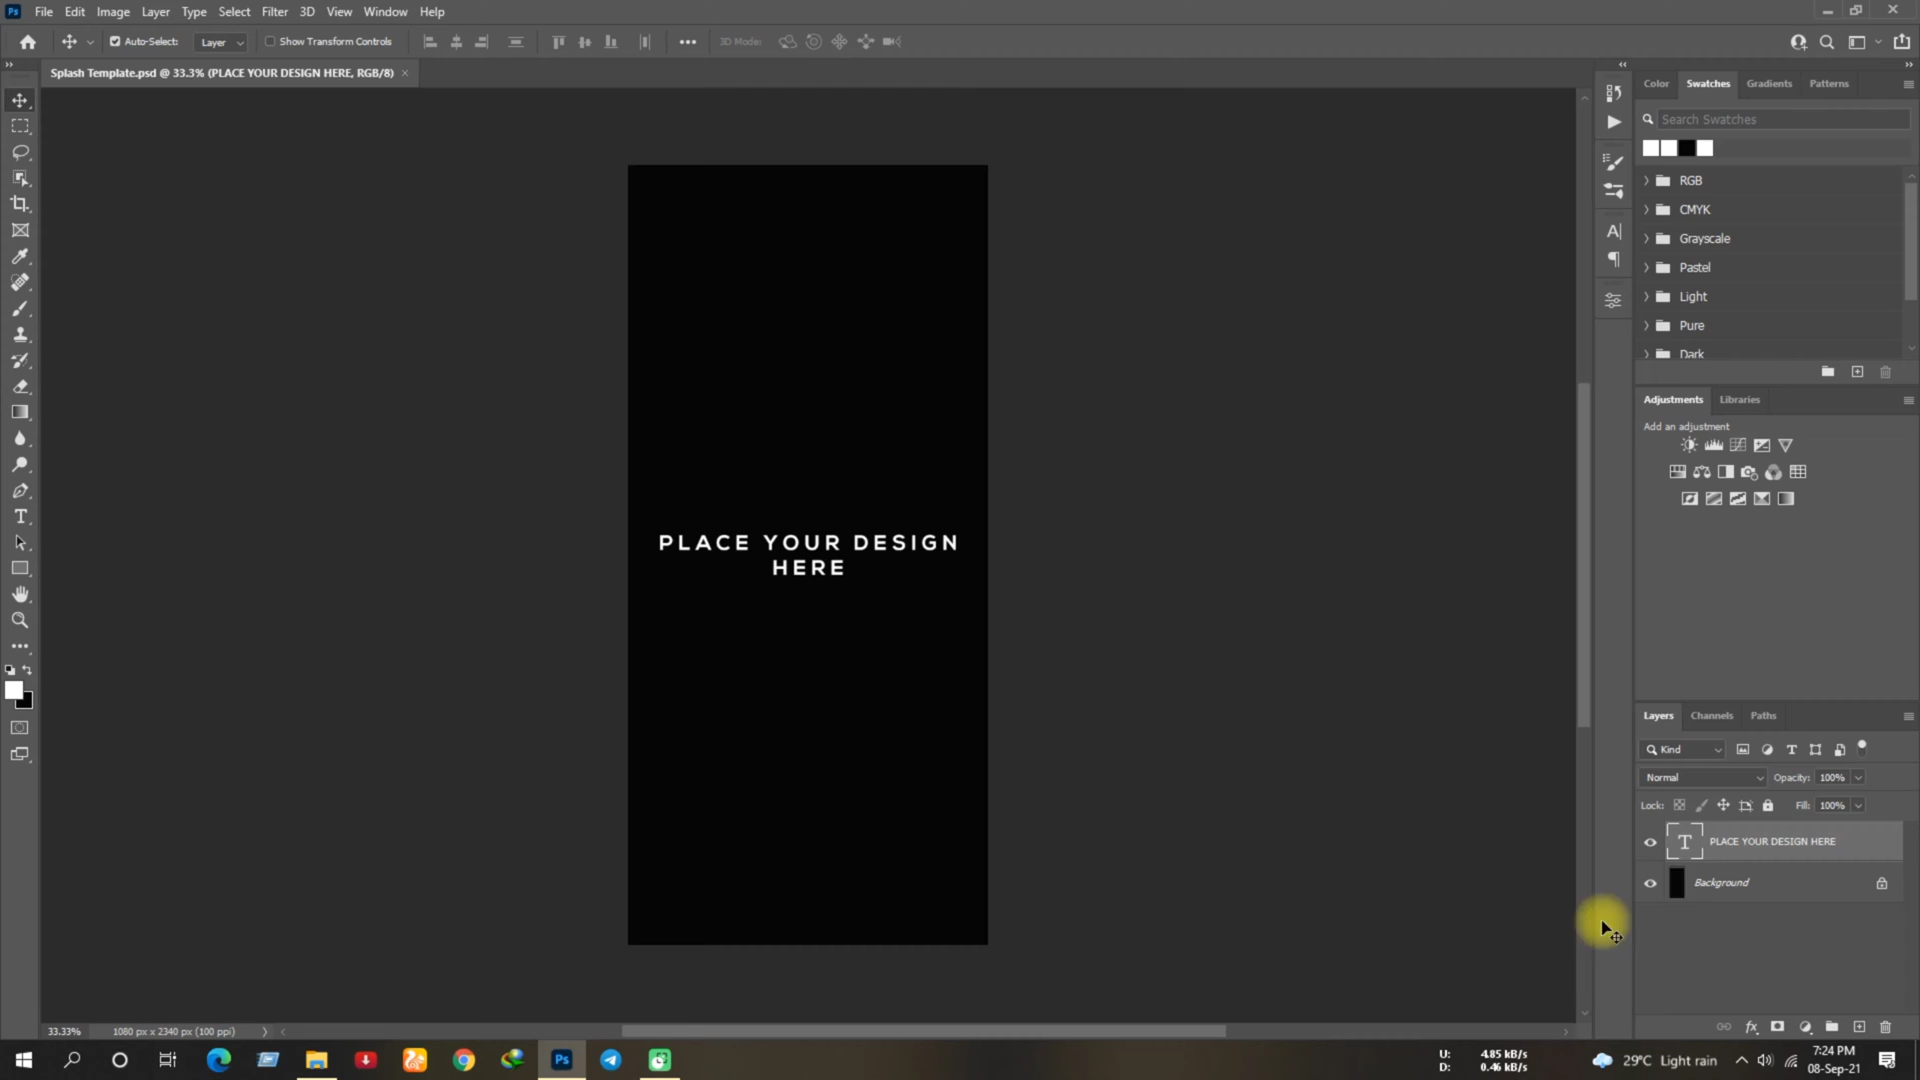 Ps File Edit Image Layer Type Select Filter 3D View Window Help
Auto-Select: Layer Show Transform Controls 3D Mode:
Splash Template.psd @ 33.3% (PLACE YOUR DESIGN HERE, RGB/8)
Color Swatches Gradients Patterns
Search Swatches
RGB
CMYK
Grayscale
Pastel
Light
Pure
Dark
Adjustments Libraries
Add an adjustment
PLACE YOUR DESIGN
HERE
Layers Channels Paths
Kind
Normal Opacity: 100%
Lock: Fill: 100%
PLACE YOUR DESIGN HERE
Background
33.33% 1080 px x 2340 px (100 ppi)
Ps
U: 4.85 kB/s
D: 0.46 kB/s
29°C Light rain
7:24 PM
08-Sep-21